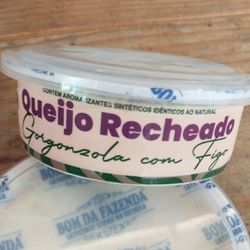 CONTÉM AROMATIZANTES SINTÉTICOS IDÊNTICOS AO NATURAL
Queijo Recheado
Gorgonzola com Figo
BOM DA FAZENDA